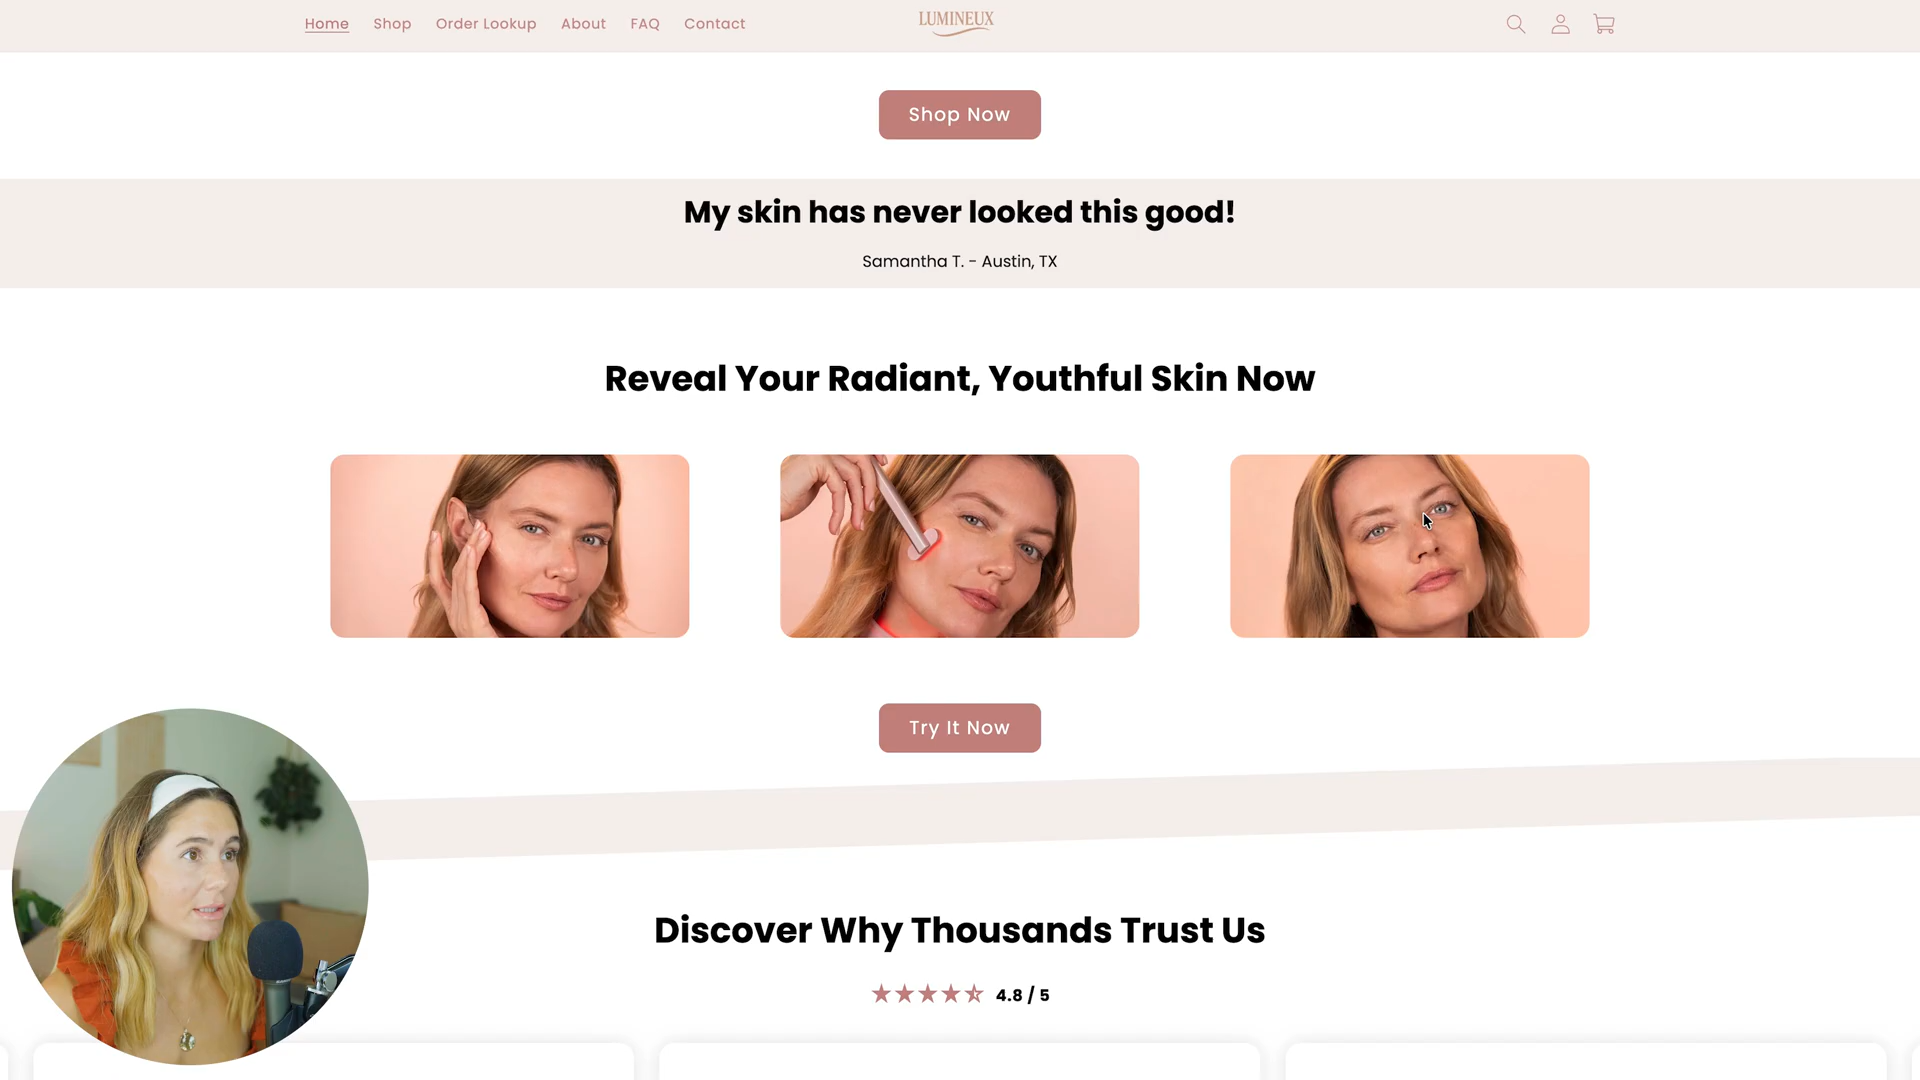 Home Shop Order Lookup About FAQ Contact
LUMINEUX
Shop Now
My skin has never looked this good!
Samantha T. - Austin, TX
Reveal Your Radiant, Youthful Skin Now
Try It Now
Discover Why Thousands Trust Us
4.8 / 5